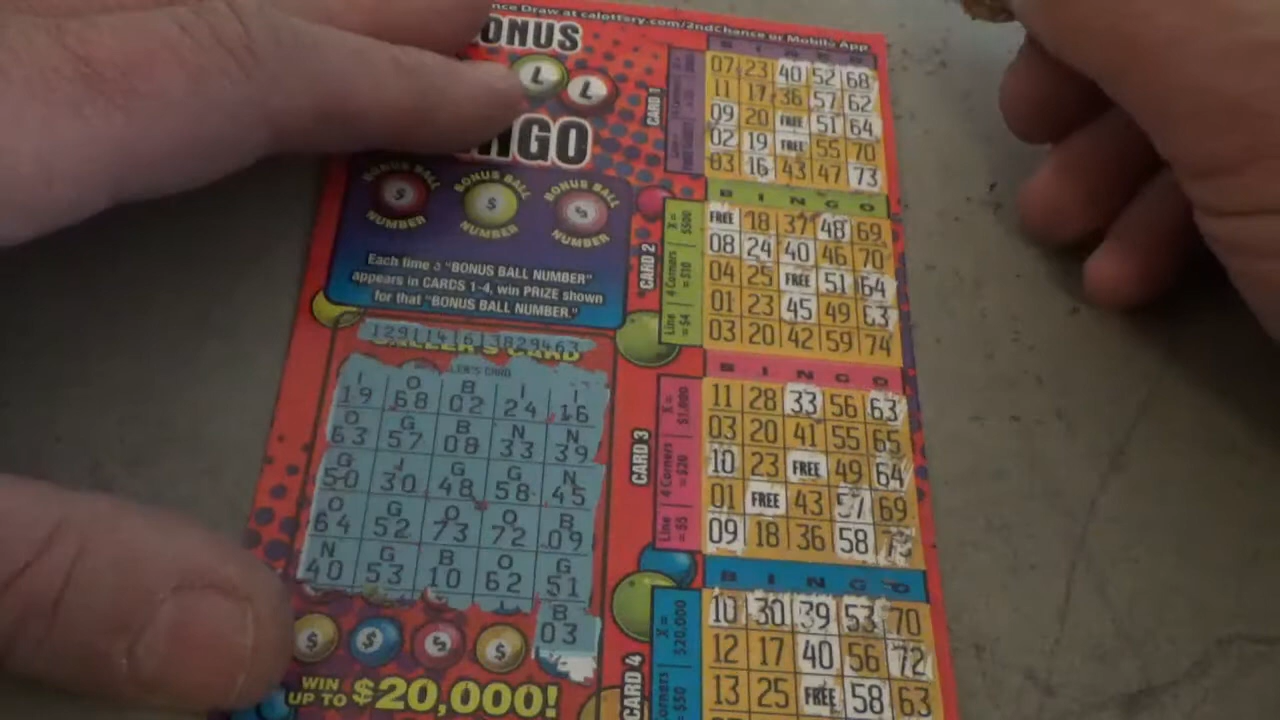 nce Draw at calottery.com/2ndChance or Mobile App
ONUS
L L
NGO
BONUS BALL NUMBER
BONUS BALL NUMBER
BONUS BALL NUMBER
$ $ $
Each time a "BONUS BALL NUMBER"
appears in CARDS 1-4, win PRIZE shown
for that "BONUS BALL NUMBER."
CALLER'S CARD
I O B I I
19 68 02 24 16
O G B N N
63 57 08 33 39
G I G G N
50 30 48 58 45
O G O O B
64 52 73 72 09
N G B O G
40 53 10 62 51
B
03
$ $ $ $
WIN
UP TO $20,000!
CARD 1
B I N G O
07 23 40 52 68
11 17 36 57 62
09 20 FREE 51 64
02 19 FREE 55 70
03 16 43 47 73
CARD 2
Line = $4
4 Corners = $10
X = $500
B I N G O
FREE 18 37 48 69
08 24 40 46 70
04 25 FREE 51 64
01 23 45 49 63
03 20 42 59 74
CARD 3
Line = $5
4 Corners = $20
X = $1,000
B I N G O
11 28 33 56 63
03 20 41 55 65
10 23 FREE 49 64
01 FREE 43 57 69
09 18 36 58 73
CARD 4
orners = $50
X = $20,000
B I N G O
10 30 39 53 70
12 17 40 56 72
13 25 FREE 58 63